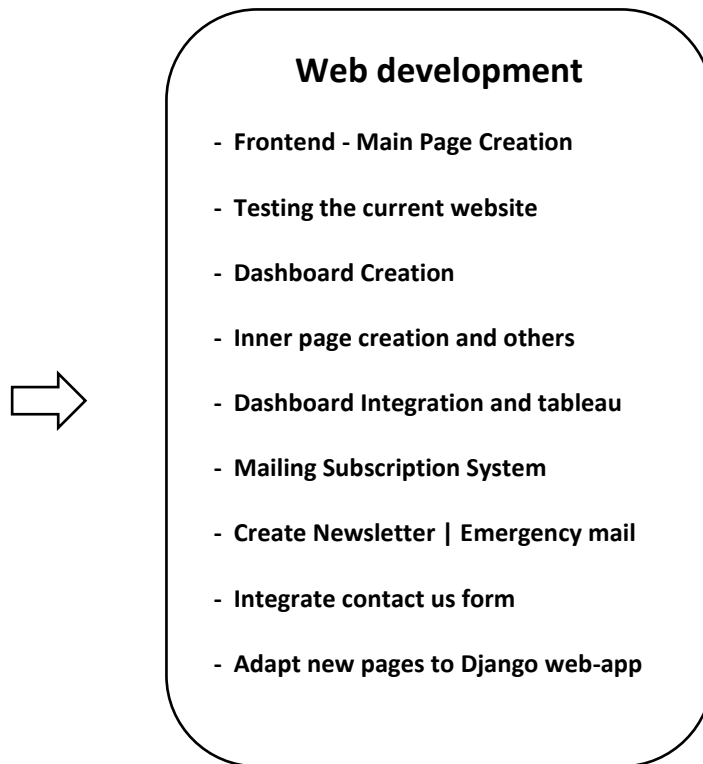 Web development
- Frontend - Main Page Creation
- Testing the current website
- Dashboard Creation
- Inner page creation and others
- Dashboard Integration and tableau
- Mailing Subscription System
- Create Newsletter | Emergency mail
- Integrate contact us form
- Adapt new pages to Django web-app